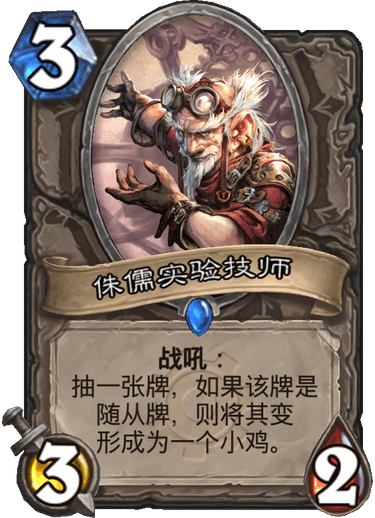 3
侏儒实验技师
战吼：
抽一张牌，如果该牌是
随从牌，则将其变
形成为一个小鸡。
3
2